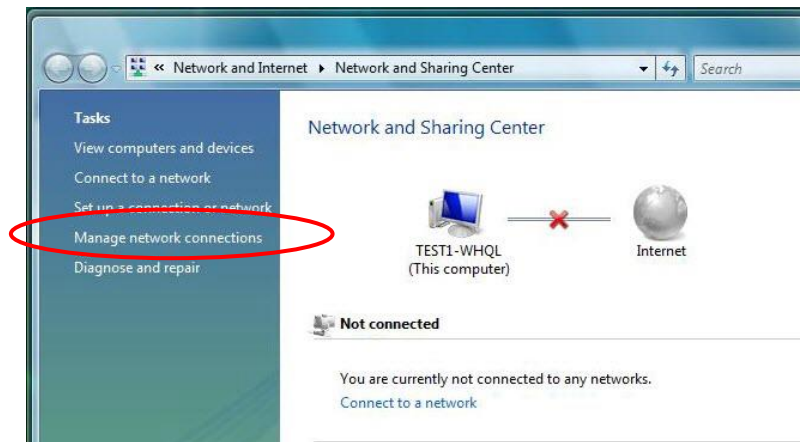 « Network and Internet ▸ Network and Sharing Center
Search
Tasks
View computers and devices
Connect to a network
Set up a connection or network
Manage network connections
Diagnose and repair
Network and Sharing Center
TEST1-WHQL
(This computer)
Internet
Not connected
You are currently not connected to any networks.
Connect to a network